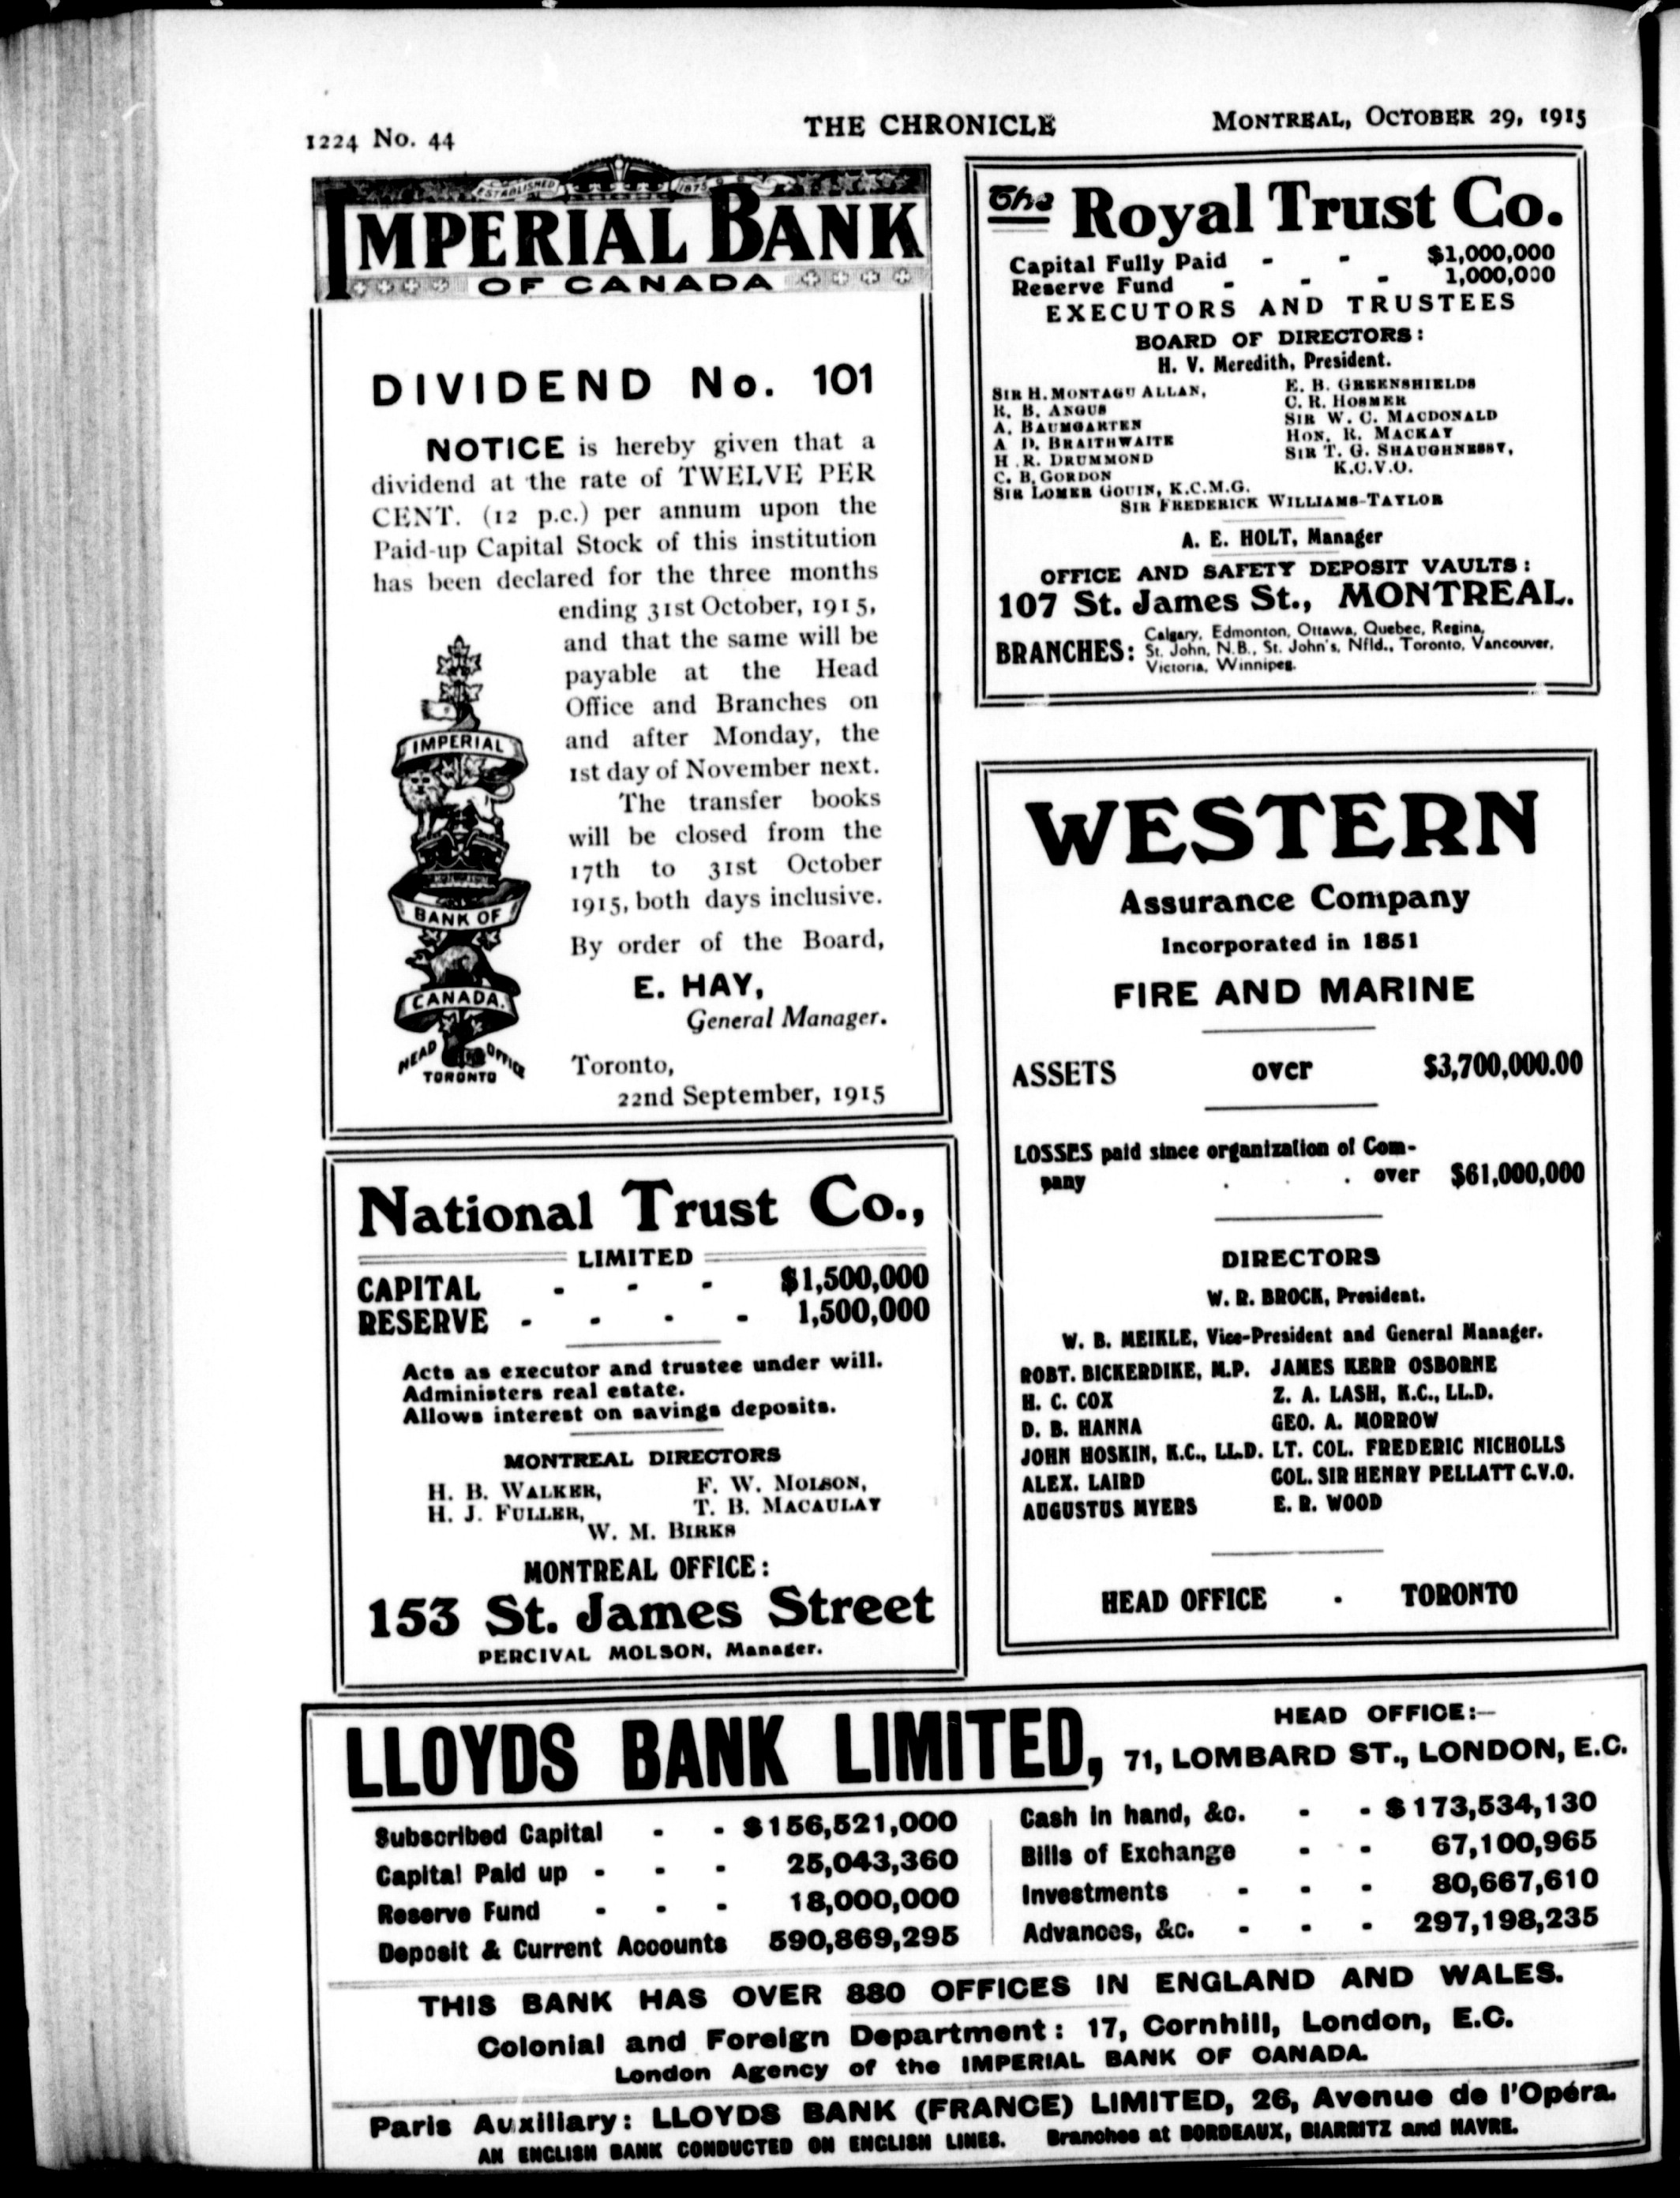 1224 No. 44
THE CHRONICLE
MONTREAL, OCTOBER 29, 1915
ESTABLISHED 1875
IMPERIAL BANK
OF CANADA
DIVIDEND No. 101
NOTICE is hereby given that a
dividend at the rate of TWELVE PER
CENT. (12 p.c.) per annum upon the
Paid-up Capital Stock of this institution
has been declared for the three months
ending 31st October, 1915,
and that the same will be
payable at the Head
Office and Branches on
and after Monday, the
1st day of November next.
The transfer books
will be closed from the
17th to 31st October
1915, both days inclusive.
By order of the Board,
E. HAY,
General Manager.
Toronto,
22nd September, 1915
IMPERIAL
BANK OF
CANADA.
HEAD OFFICE
TORONTO
National Trust Co.,
LIMITED
CAPITAL - - - $1,500,000
RESERVE - - - - 1,500,000
Acts as executor and trustee under will.
Administers real estate.
Allows interest on savings deposits.
MONTREAL DIRECTORS
H. B. WALKER, F. W. MOLSON,
H. J. FULLER, T. B. MACAULAY
W. M. BIRKS
MONTREAL OFFICE:
153 St. James Street
PERCIVAL MOLSON, Manager.
The Royal Trust Co.
Capital Fully Paid - - $1,000,000
Reserve Fund - - - 1,000,000
EXECUTORS AND TRUSTEES
BOARD OF DIRECTORS:
H. V. Meredith, President.
SIR H. MONTAGU ALLAN, E. B. GREENSHIELDS
R. B. ANGUS C. R. HOSMER
A. BAUMGARTEN SIR W. C. MACDONALD
A. D. BRAITHWAITE HON. R. MACKAY
H. R. DRUMMOND SIR T. G. SHAUGHNESSY,
C. B. GORDON K.C.V.O.
SIR LOMER GOUIN, K.C.M.G.
SIR FREDERICK WILLIAMS-TAYLOR
A. E. HOLT, Manager
OFFICE AND SAFETY DEPOSIT VAULTS:
107 St. James St., MONTREAL.
BRANCHES: Calgary, Edmonton, Ottawa, Quebec, Regina,
St. John, N.B., St. John's, Nfld., Toronto, Vancouver,
Victoria, Winnipeg.
WESTERN
Assurance Company
Incorporated in 1851
FIRE AND MARINE
ASSETS over $3,700,000.00
LOSSES paid since organization of Com-
pany . . . over $61,000,000
DIRECTORS
W. R. BROCK, President.
W. B. MEIKLE, Vice-President and General Manager.
ROBT. BICKERDIKE, M.P. JAMES KERR OSBORNE
H. C. COX Z. A. LASH, K.C., LL.D.
D. B. HANNA GEO. A. MORROW
JOHN HOSKIN, K.C., LL.D. LT. COL. FREDERIC NICHOLLS
ALEX. LAIRD COL. SIR HENRY PELLATT C.V.O.
AUGUSTUS MYERS E. R. WOOD
HEAD OFFICE . TORONTO
LLOYDS BANK LIMITED,
HEAD OFFICE:—
71, LOMBARD ST., LONDON, E.C.
Subscribed Capital - - $156,521,000
Capital Paid up - - - 25,043,360
Reserve Fund - - - 18,000,000
Deposit & Current Accounts 590,869,295
Cash in hand, &c. - - $173,534,130
Bills of Exchange - - 67,100,965
Investments - - - 80,667,610
Advances, &c. - - - 297,198,235
THIS BANK HAS OVER 880 OFFICES IN ENGLAND AND WALES.
Colonial and Foreign Department: 17, Cornhill, London, E.C.
London Agency of the IMPERIAL BANK OF CANADA.
Paris Auxiliary: LLOYDS BANK (FRANCE) LIMITED, 26, Avenue de l'Opéra.
AN ENGLISH BANK CONDUCTED ON ENGLISH LINES. Branches at BORDEAUX, BIARRITZ and HAVRE.